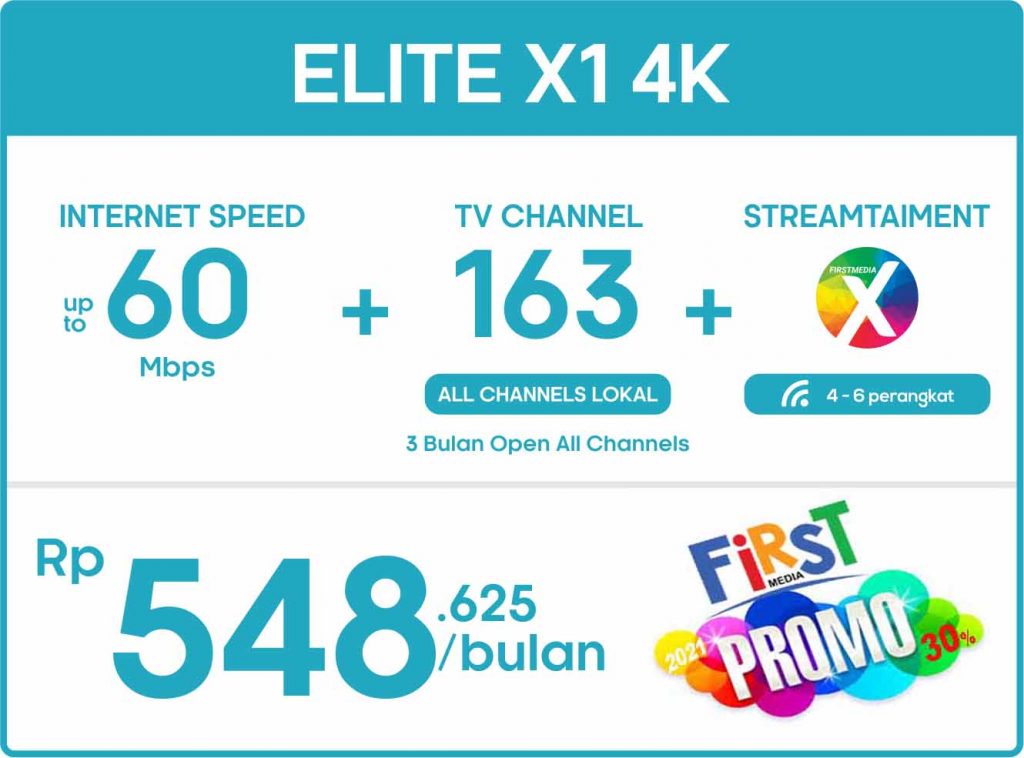 ELITE X1 4K
INTERNET SPEED
up to 60
Mbps
+
TV CHANNEL
163
ALL CHANNELS LOKAL
3 Bulan Open All Channels
+
STREAMTAIMENT
FIRSTMEDIA
X
4 - 6 perangkat
Rp 548.625
/bulan
FiRST
MEDIA
2021 PROMO 30%